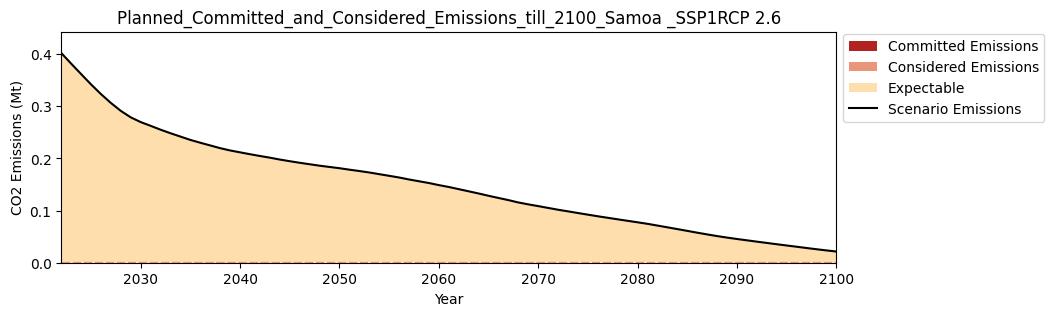 Planned_Committed_and_Considered_Emissions_till_2100_Samoa _SSP1RCP 2.6
Committed Emissions
Considered Emissions
Expectable
Scenario Emissions
CO2 Emissions (Mt)
0.4
0.3
0.2
0.1
0.0
2030 2040 2050 2060 2070 2080 2090 2100
Year